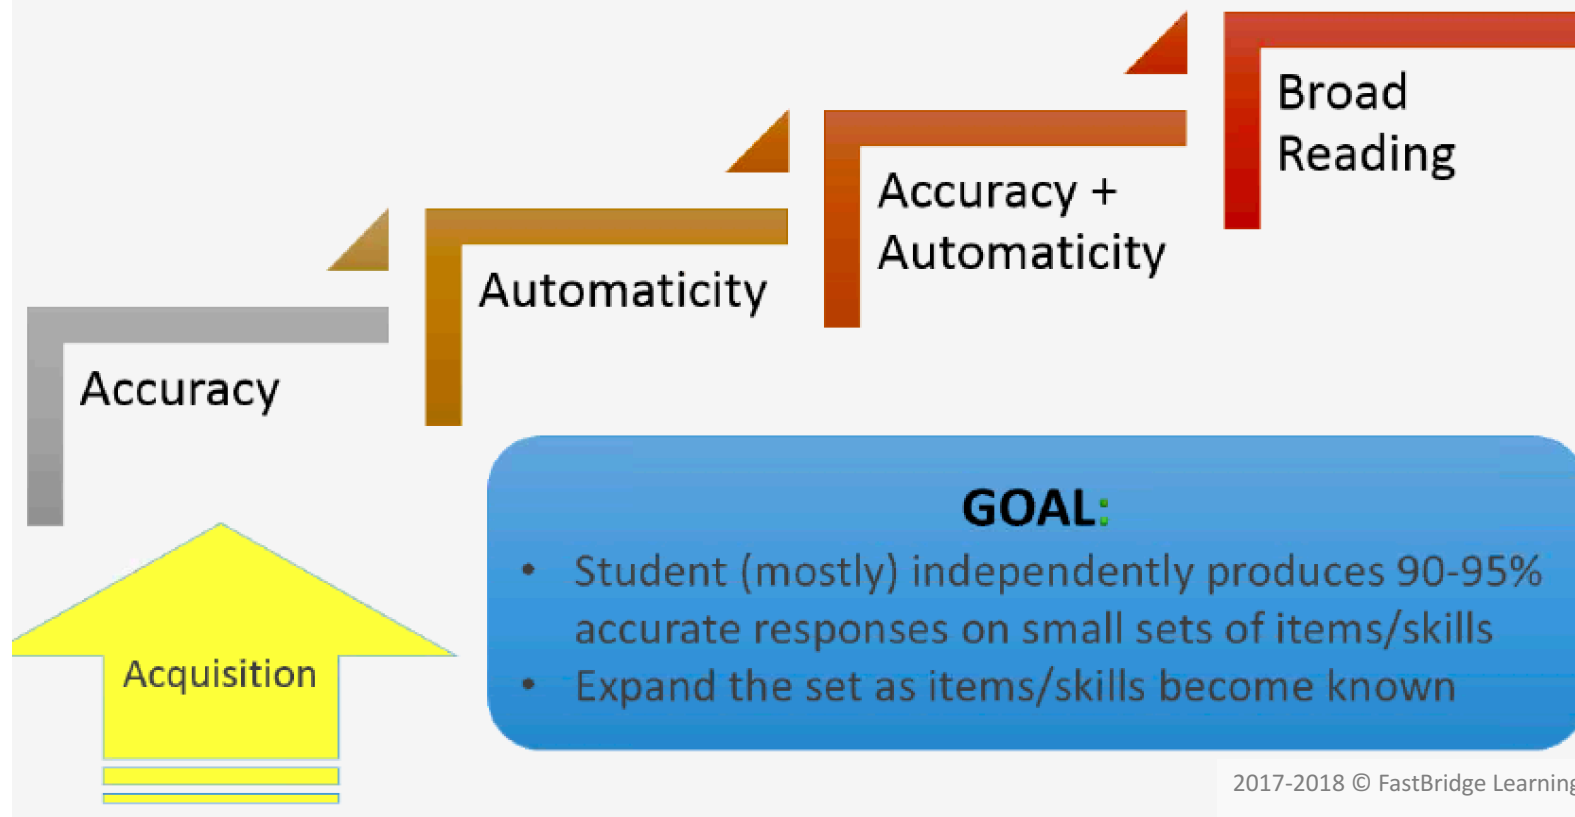 Broad
Reading
Accuracy +
Automaticity
Automaticity
Accuracy
Acquisition
GOAL:
• Student (mostly) independently produces 90-95%
accurate responses on small sets of items/skills
• Expand the set as items/skills become known
2017-2018 © FastBridge Learning